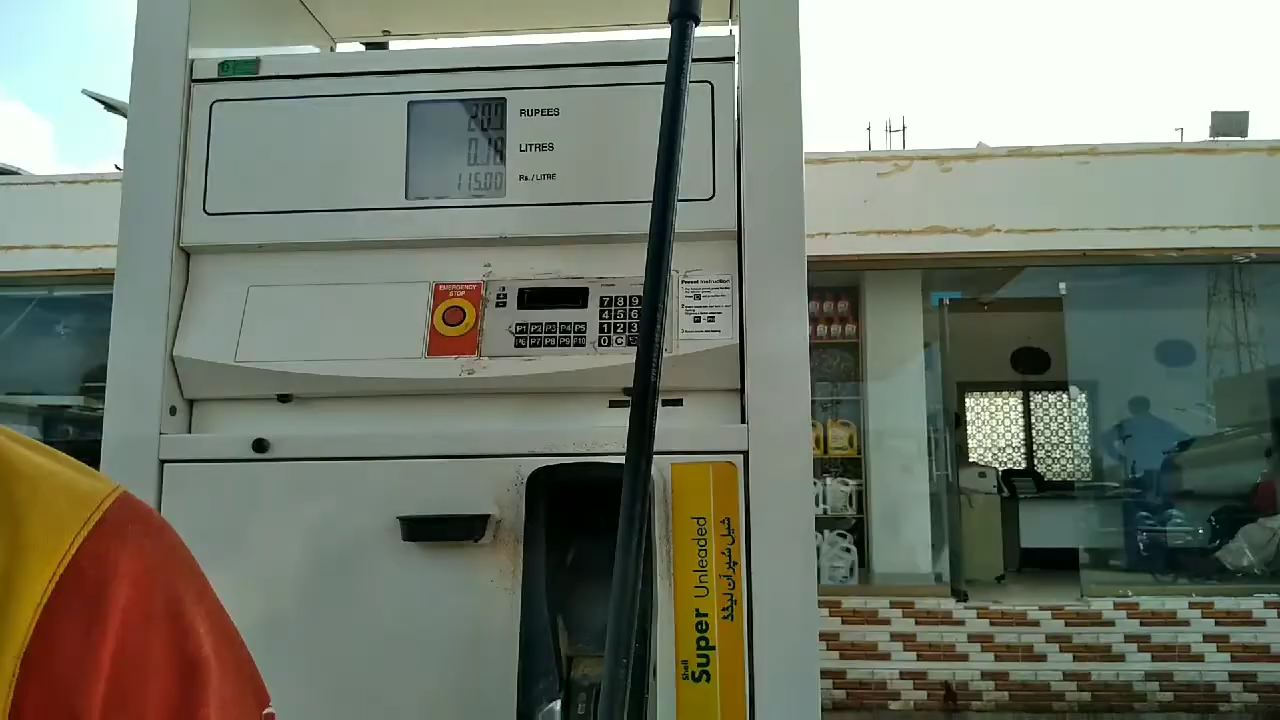 20.7
RUPEES
0.18
LITRES
115.00
Rs. / LITRE
EMERGENCY
STOP
7 8 9
4 5 6
P1 P2 P3 P4 P5
1 2 3
P6 P7 P8 P9 P10
0 C
Preset Instruction
Shell
Super Unleaded
شیل سُپر اَن لیڈڈ